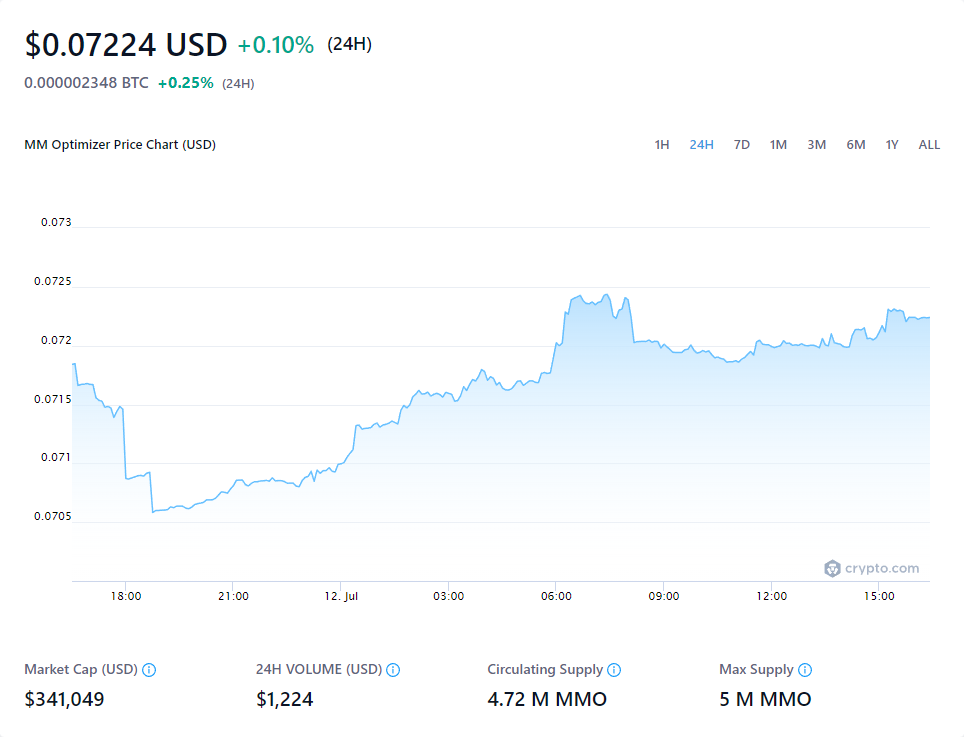 $0.07224 USD +0.10% (24H)
0.000002348 BTC +0.25% (24H)
MM Optimizer Price Chart (USD) 1H 24H 7D 1M 3M 6M 1Y ALL
0.073
0.0725
0.072
0.0715
0.071
0.0705
crypto.com
18:00 21:00 12. Jul 03:00 06:00 09:00 12:00 15:00
Market Cap (USD) 24H VOLUME (USD) Circulating Supply Max Supply
$341,049 $1,224 4.72 M MMO 5 M MMO